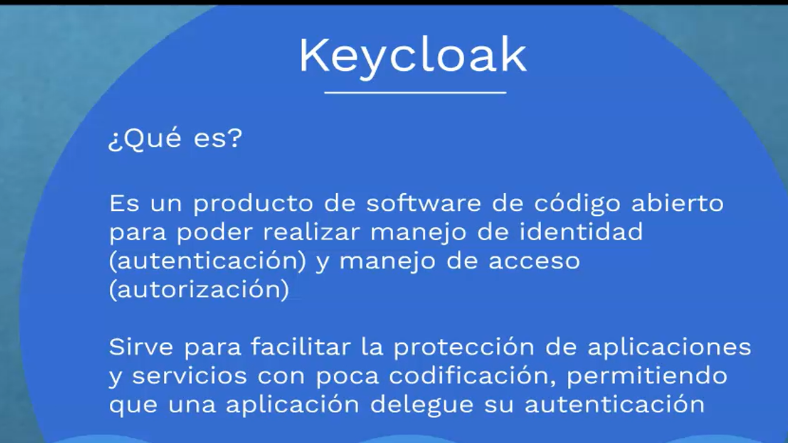 Keycloak
¿Qué es?
Es un producto de software de código abierto
para poder realizar manejo de identidad
(autenticación) y manejo de acceso
(autorización)
Sirve para facilitar la protección de aplicaciones
y servicios con poca codificación, permitiendo
que una aplicación delegue su autenticación